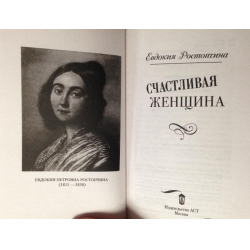 ЕВДОКИЯ ПЕТРОВНА РОСТОПЧИНА
(1811—1858)
Евдокия Ростопчина
СЧАСТЛИВАЯ
ЖЕНЩИНА
Издательство АСТ
Москва